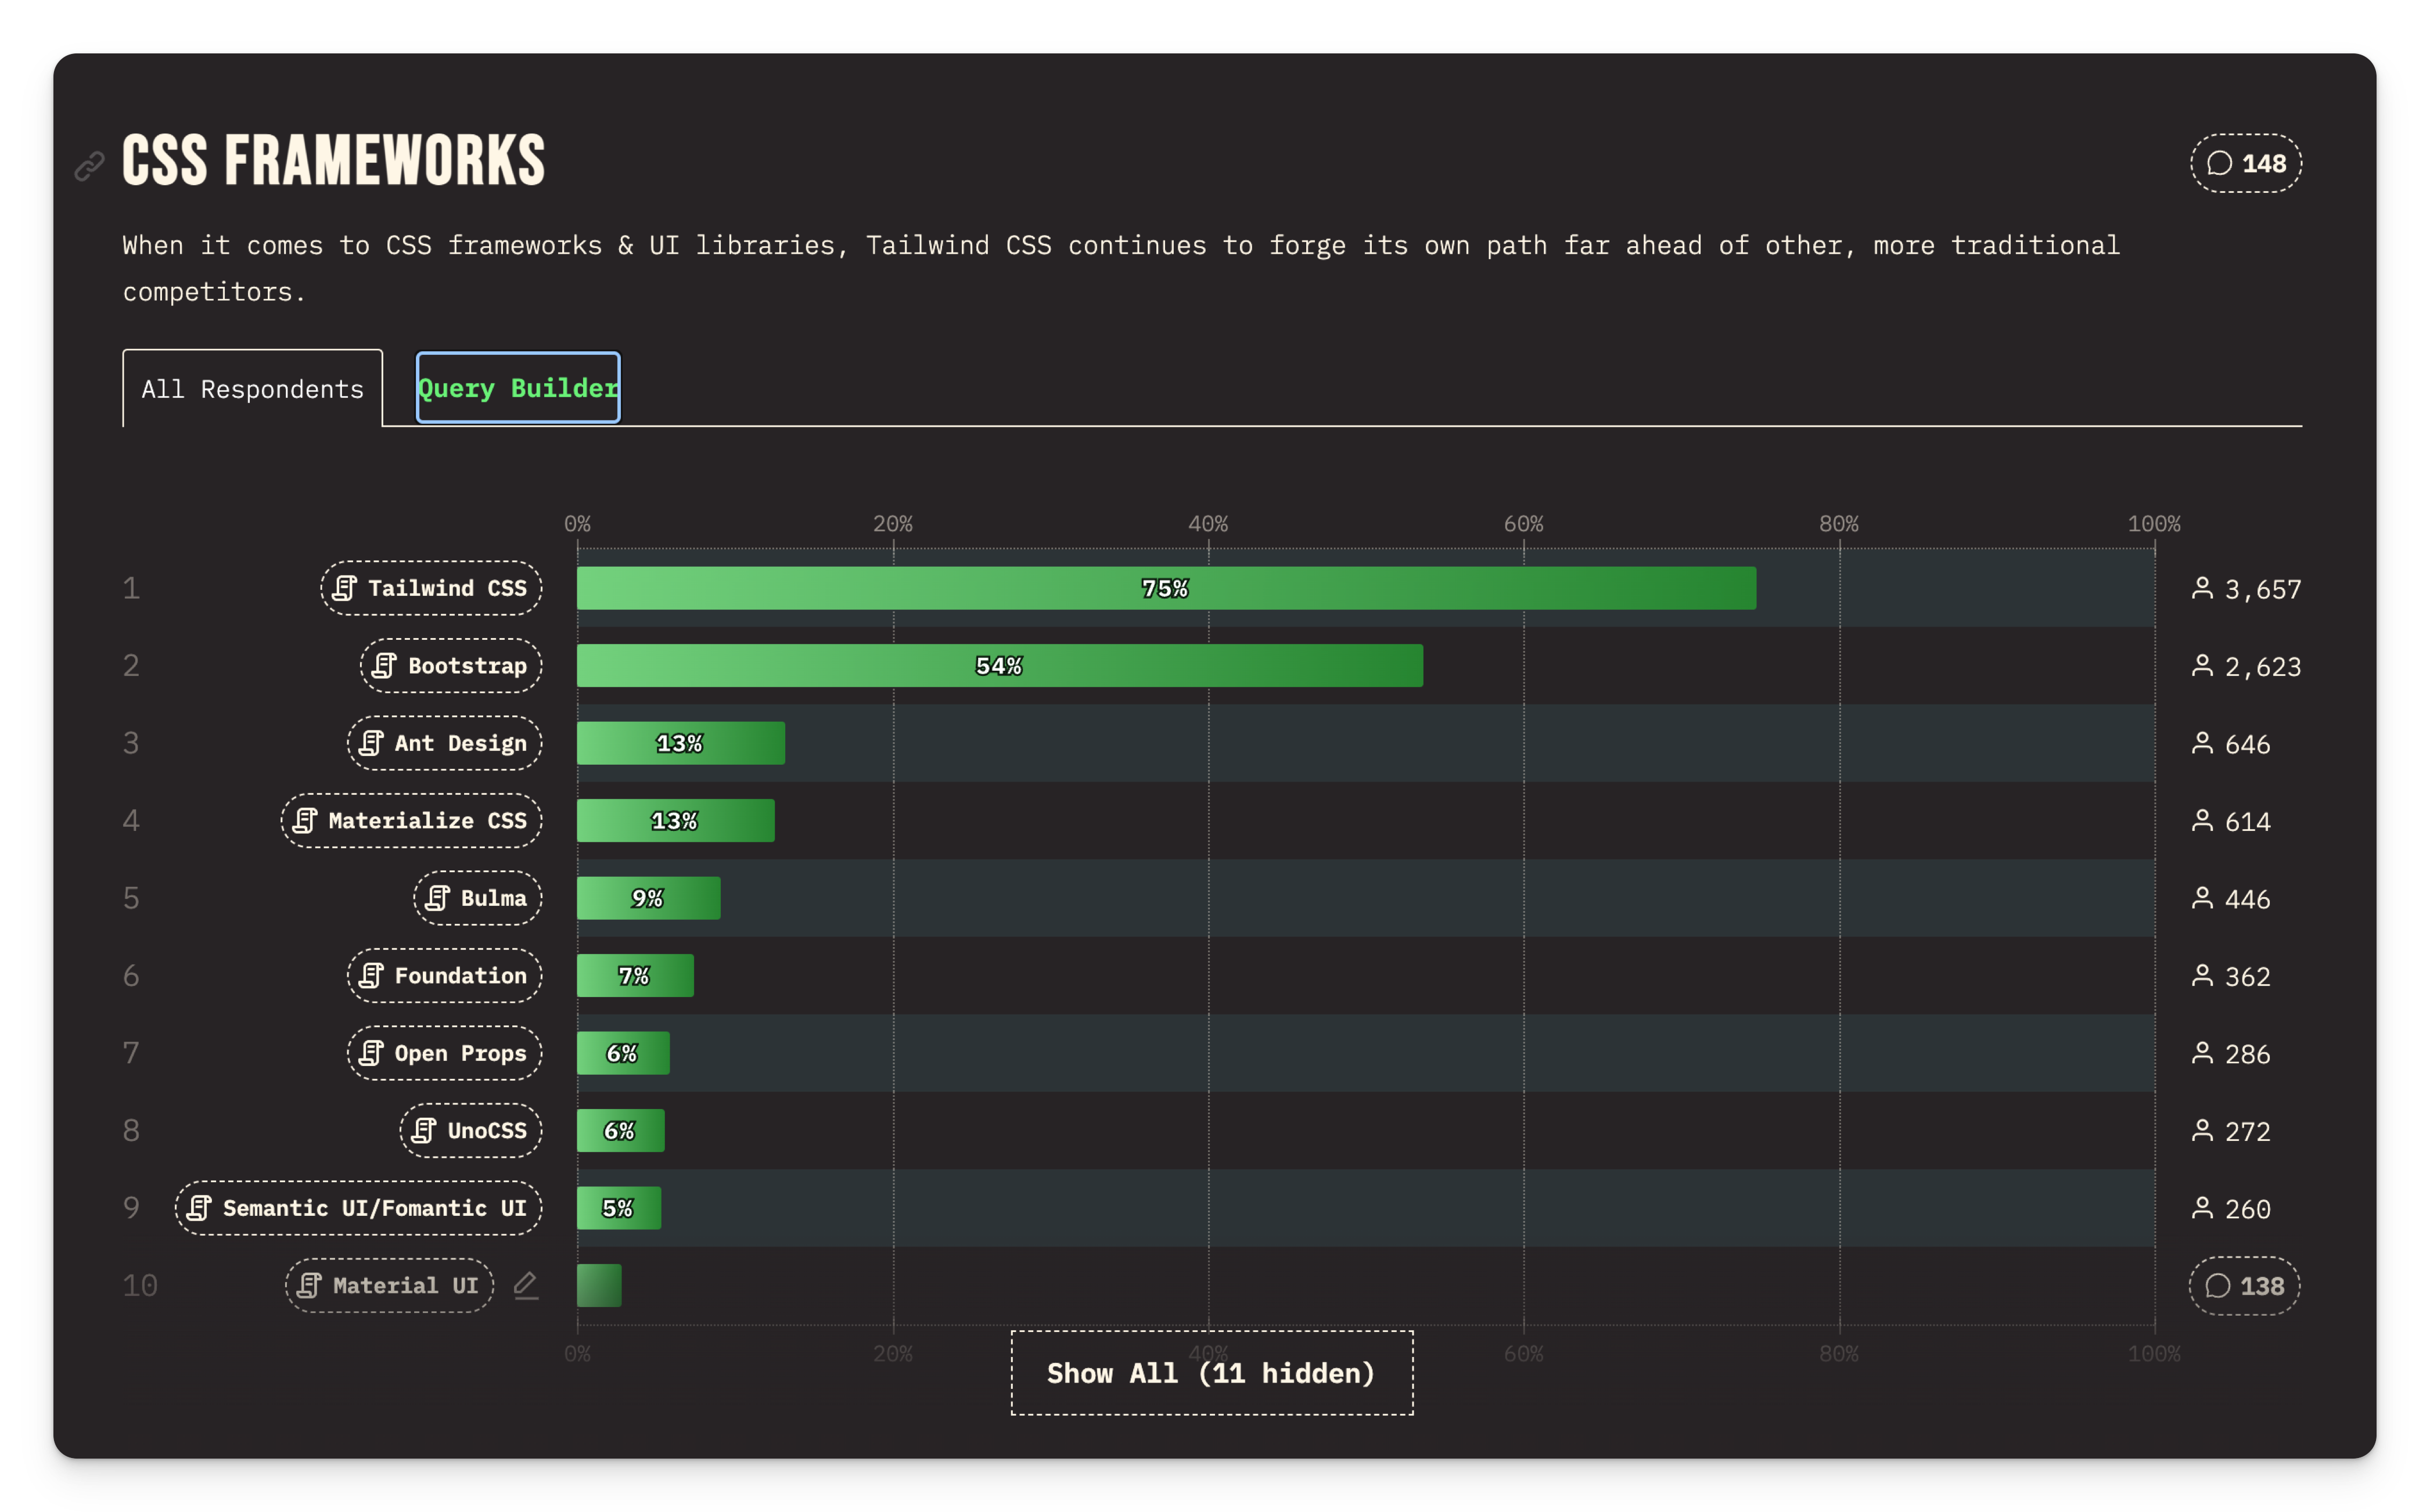 CSS FRAMEWORKS
148
When it comes to CSS frameworks & UI libraries, Tailwind CSS continues to forge its own path far ahead of other, more traditional
competitors.
All Respondents
Query Builder
0% 20% 40% 60% 80% 100%
1 Tailwind CSS 75% 3,657
2 Bootstrap 54% 2,623
3 Ant Design 13% 646
4 Materialize CSS 13% 614
5 Bulma 9% 446
6 Foundation 7% 362
7 Open Props 6% 286
8 UnoCSS 6% 272
9 Semantic UI/Fomantic UI 5% 260
10 Material UI 138
0% 20% 40% 60% 80% 100%
Show All (11 hidden)